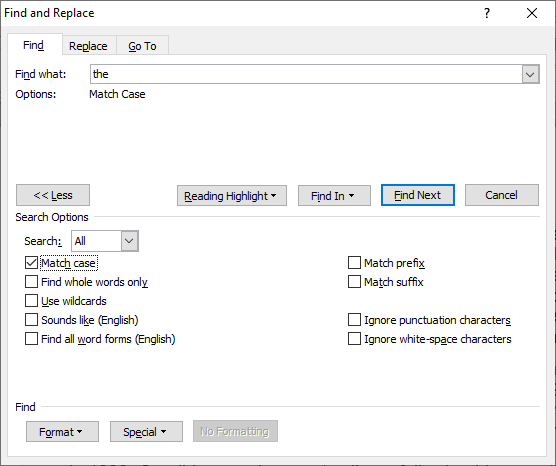 Find and Replace ? ×
Find Replace Go To
Find what: the
Options: Match Case
<< Less Reading Highlight Find In Find Next Cancel
Search Options
Search: All
Match case Match prefix
Find whole words only Match suffix
Use wildcards
Sounds like (English) Ignore punctuation characters
Find all word forms (English) Ignore white-space characters
Find
Format Special No Formatting